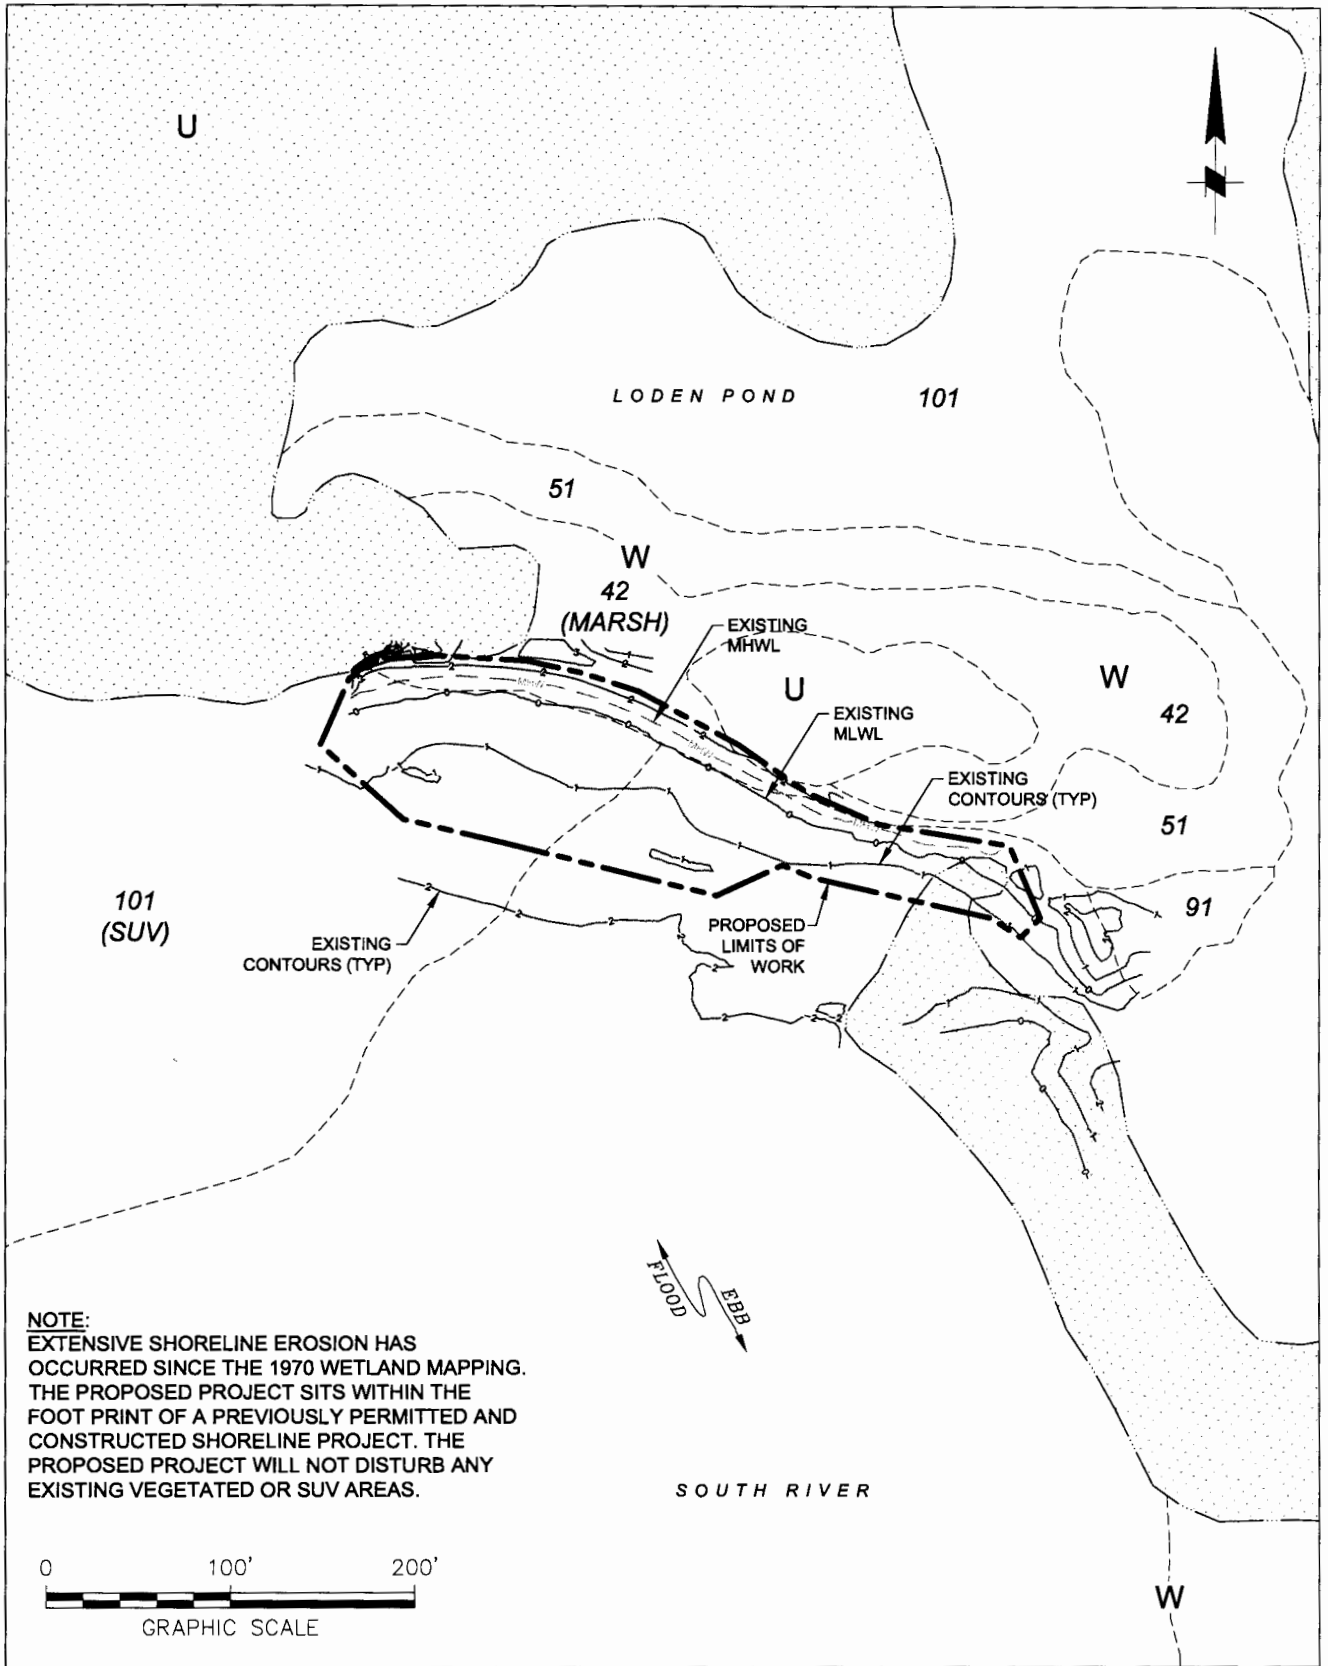 U
LODEN POND
101
51
W
42
(MARSH)
EXISTING
MHWL
U
W
42
EXISTING
MLWL
EXISTING
CONTOURS (TYP)
51
91
101
(SUV)
EXISTING
CONTOURS (TYP)
PROPOSED
LIMITS OF
WORK
FLOOD
EBB
NOTE:
EXTENSIVE SHORELINE EROSION HAS
OCCURRED SINCE THE 1970 WETLAND MAPPING.
THE PROPOSED PROJECT SITS WITHIN THE
FOOT PRINT OF A PREVIOUSLY PERMITTED AND
CONSTRUCTED SHORELINE PROJECT. THE
PROPOSED PROJECT WILL NOT DISTURB ANY
EXISTING VEGETATED OR SUV AREAS.
SOUTH RIVER
0 100' 200'
GRAPHIC SCALE
W